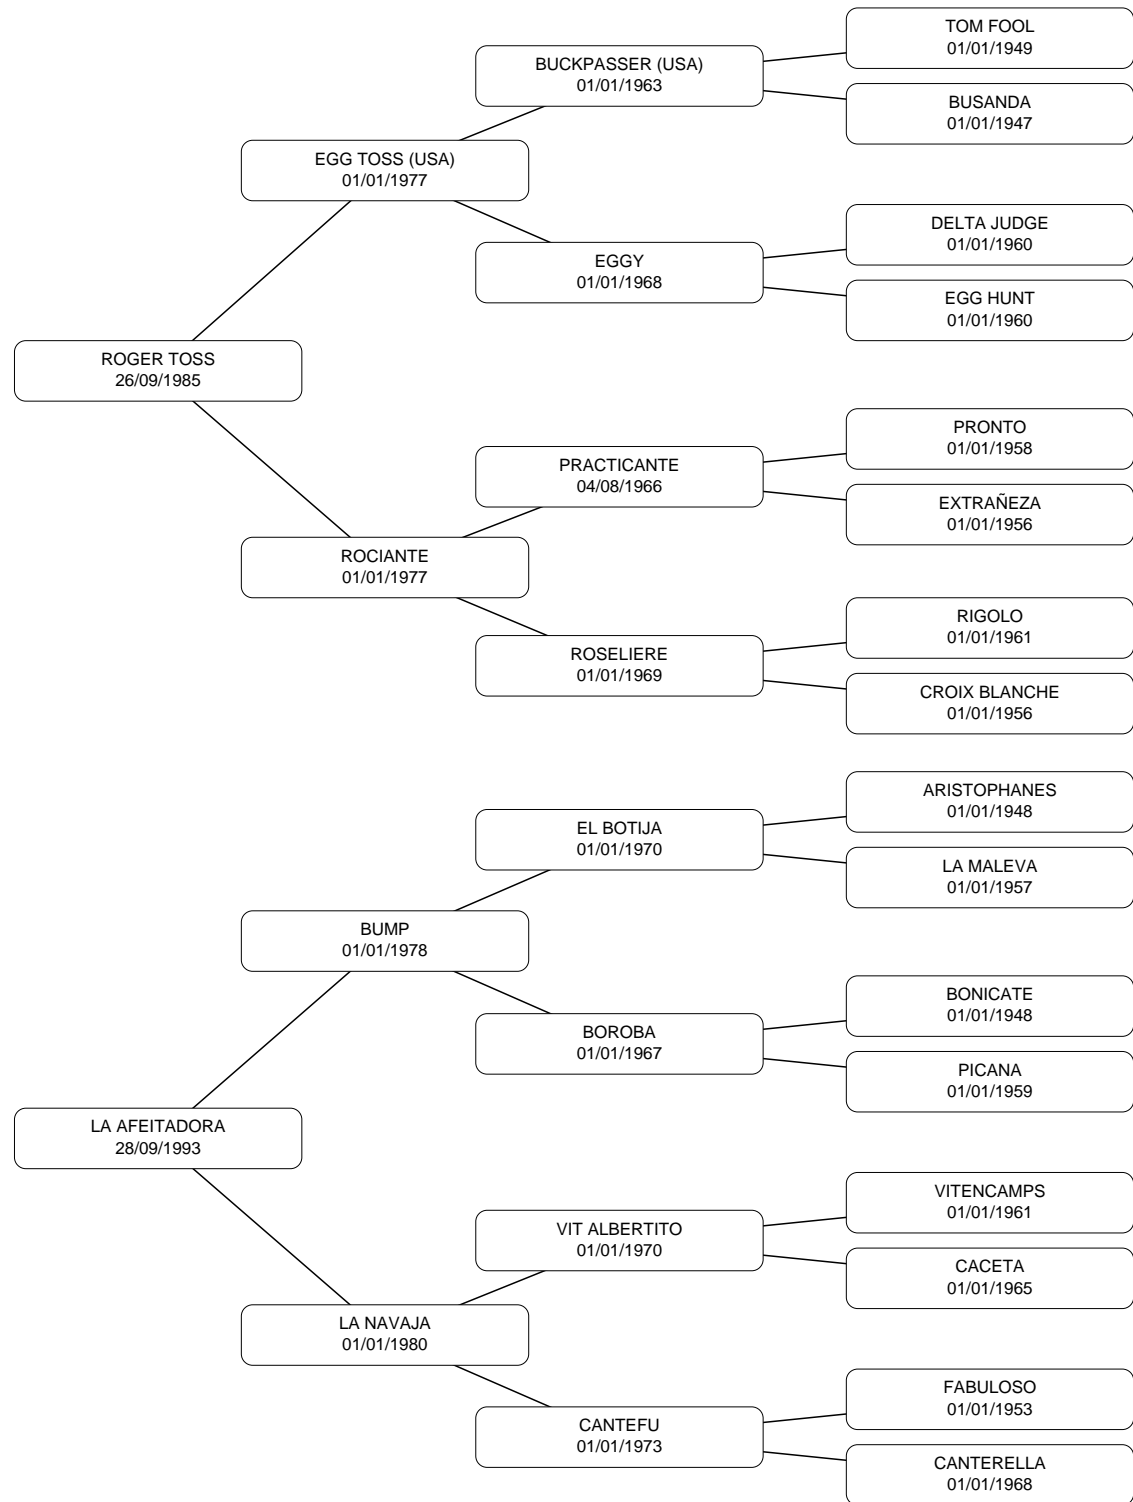 TOM FOOL
01/01/1949
BUCKPASSER (USA)
01/01/1963
BUSANDA
01/01/1947
EGG TOSS (USA)
01/01/1977
DELTA JUDGE
01/01/1960
EGGY
01/01/1968
EGG HUNT
01/01/1960
ROGER TOSS
26/09/1985
PRONTO
01/01/1958
PRACTICANTE
04/08/1966
EXTRAÑEZA
01/01/1956
ROCIANTE
01/01/1977
RIGOLO
01/01/1961
ROSELIERE
01/01/1969
CROIX BLANCHE
01/01/1956
ARISTOPHANES
01/01/1948
EL BOTIJA
01/01/1970
LA MALEVA
01/01/1957
BUMP
01/01/1978
BONICATE
01/01/1948
BOROBA
01/01/1967
PICANA
01/01/1959
LA AFEITADORA
28/09/1993
VITENCAMPS
01/01/1961
VIT ALBERTITO
01/01/1970
CACETA
01/01/1965
LA NAVAJA
01/01/1980
FABULOSO
01/01/1953
CANTEFU
01/01/1973
CANTERELLA
01/01/1968